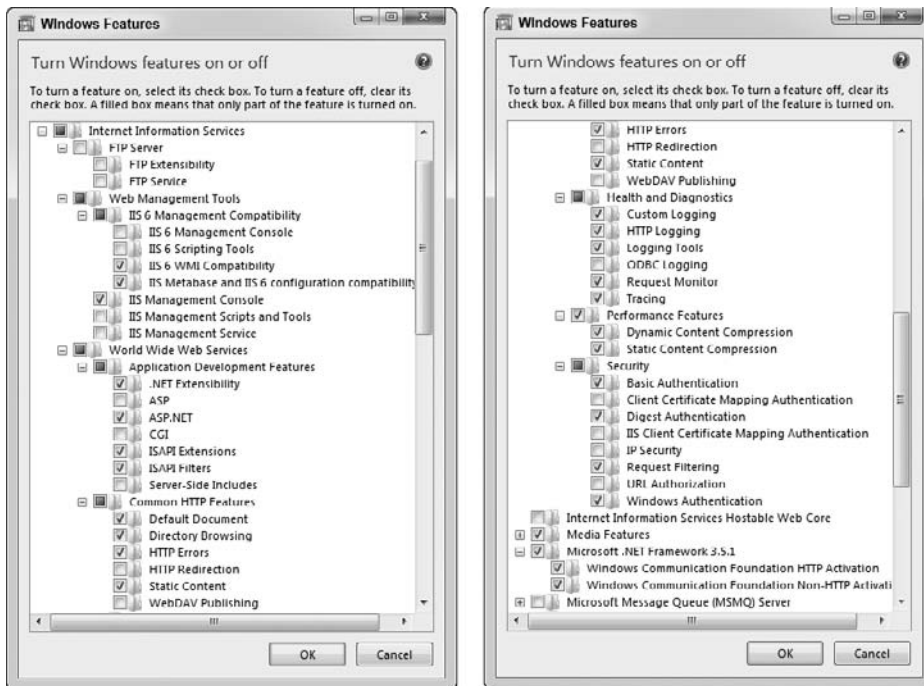 Windows Features
Turn Windows features on or off
To turn a feature on, select its check box. To turn a feature off, clear its
check box. A filled box means that only part of the feature is turned on.
Internet Information Services
FTP Server
FTP Extensibility
FTP Service
Web Management Tools
IIS 6 Management Compatibility
IIS 6 Management Console
IIS 6 Scripting Tools
IIS 6 WMI Compatibility
IIS Metabase and IIS 6 configuration compatibility
IIS Management Console
IIS Management Scripts and Tools
IIS Management Service
World Wide Web Services
Application Development Features
.NET Extensibility
ASP
ASP.NET
CGI
ISAPI Extensions
ISAPI Filters
Server-Side Includes
Common HTTP Features
Default Document
Directory Browsing
HTTP Errors
HTTP Redirection
Static Content
WebDAV Publishing
OK
Cancel
Windows Features
Turn Windows features on or off
To turn a feature on, select its check box. To turn a feature off, clear its
check box. A filled box means that only part of the feature is turned on.
HTTP Errors
HTTP Redirection
Static Content
WebDAV Publishing
Health and Diagnostics
Custom Logging
HTTP Logging
Logging Tools
ODBC Logging
Request Monitor
Tracing
Performance Features
Dynamic Content Compression
Static Content Compression
Security
Basic Authentication
Client Certificate Mapping Authentication
Digest Authentication
IIS Client Certificate Mapping Authentication
IP Security
Request Filtering
URL Authorization
Windows Authentication
Internet Information Services Hostable Web Core
Media Features
Microsoft .NET Framework 3.5.1
Windows Communication Foundation HTTP Activation
Windows Communication Foundation Non-HTTP Activati
Microsoft Message Queue (MSMQ) Server
OK
Cancel